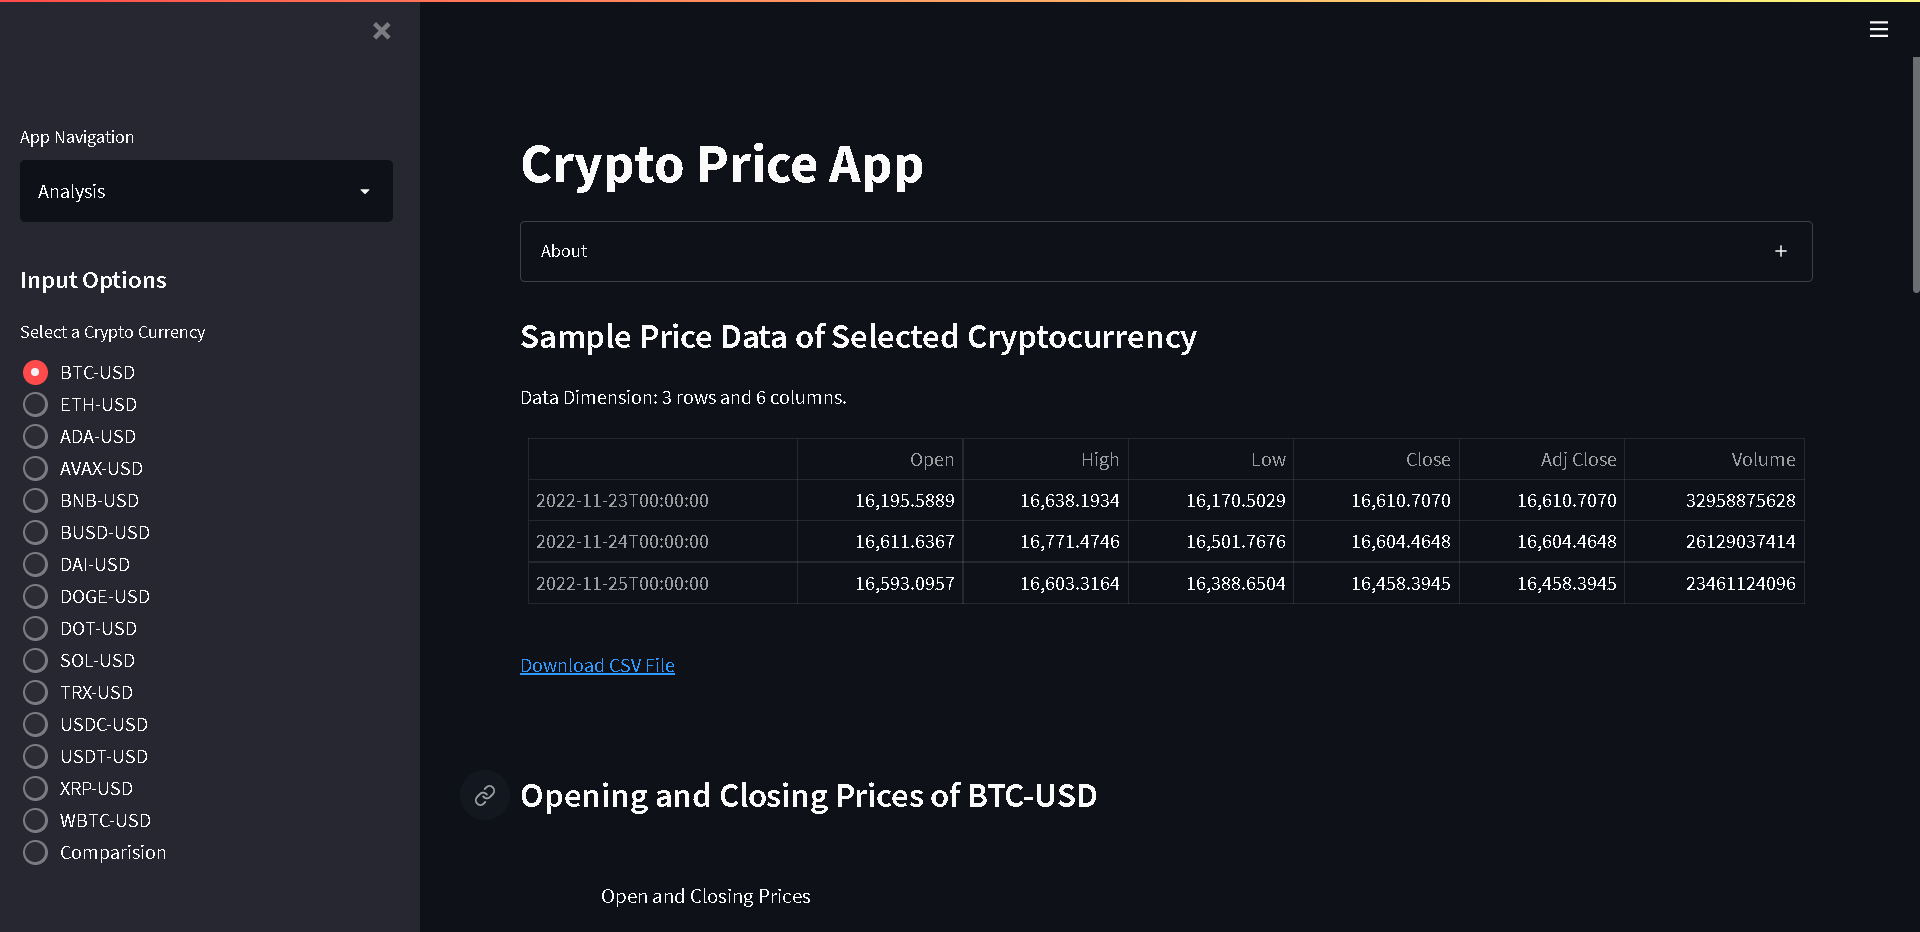 App Navigation
Analysis
Input Options
Select a Crypto Currency
BTC-USD
ETH-USD
ADA-USD
AVAX-USD
BNB-USD
BUSD-USD
DAI-USD
DOGE-USD
DOT-USD
SOL-USD
TRX-USD
USDC-USD
USDT-USD
XRP-USD
WBTC-USD
Comparision
Crypto Price App
About
Sample Price Data of Selected Cryptocurrency
Data Dimension: 3 rows and 6 columns.
Open High Low Close Adj Close Volume
2022-11-23T00:00:00 16,195.5889 16,638.1934 16,170.5029 16,610.7070 16,610.7070 32958875628
2022-11-24T00:00:00 16,611.6367 16,771.4746 16,501.7676 16,604.4648 16,604.4648 26129037414
2022-11-25T00:00:00 16,593.0957 16,603.3164 16,388.6504 16,458.3945 16,458.3945 23461124096
Download CSV File
Opening and Closing Prices of BTC-USD
Open and Closing Prices